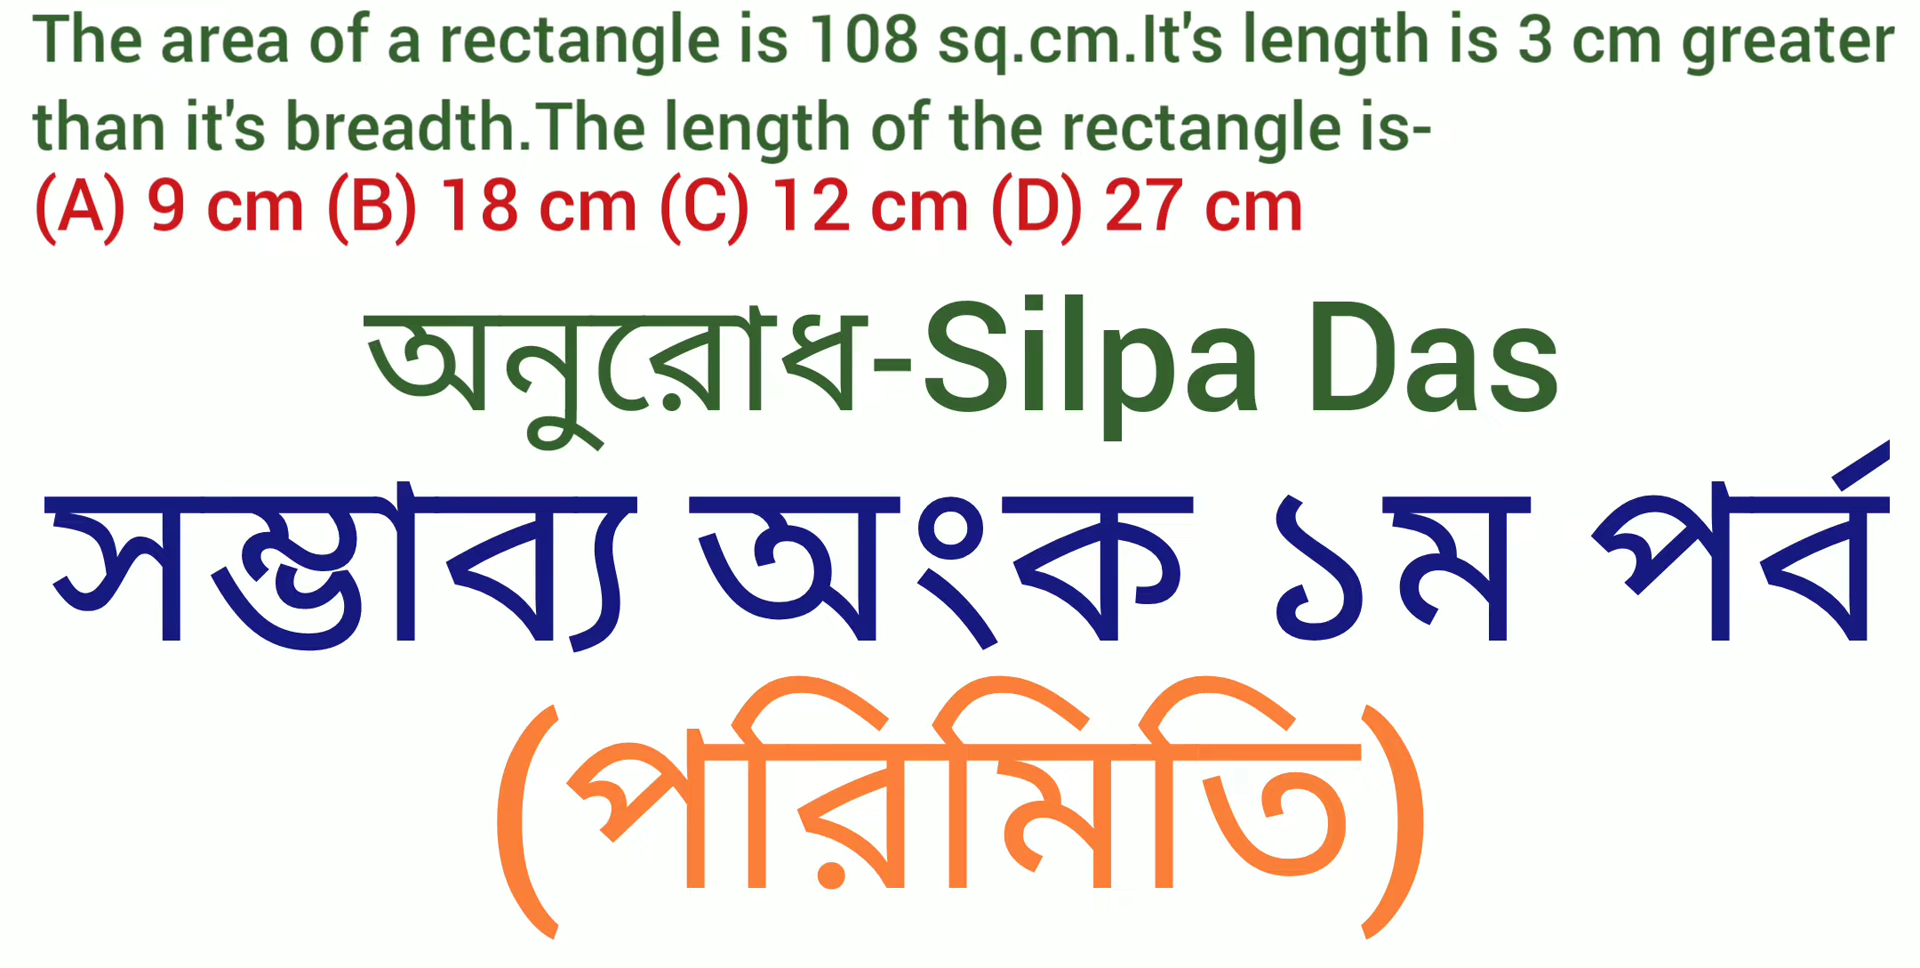 The area of a rectangle is 108 sq.cm.It's length is 3 cm greater
than it's breadth.The length of the rectangle is-
(A) 9 cm (B) 18 cm (C) 12 cm (D) 27 cm
অনুরোধ-Silpa Das
সম্ভাব্য অংক ১ম পর্ব
(পরিমিতি)